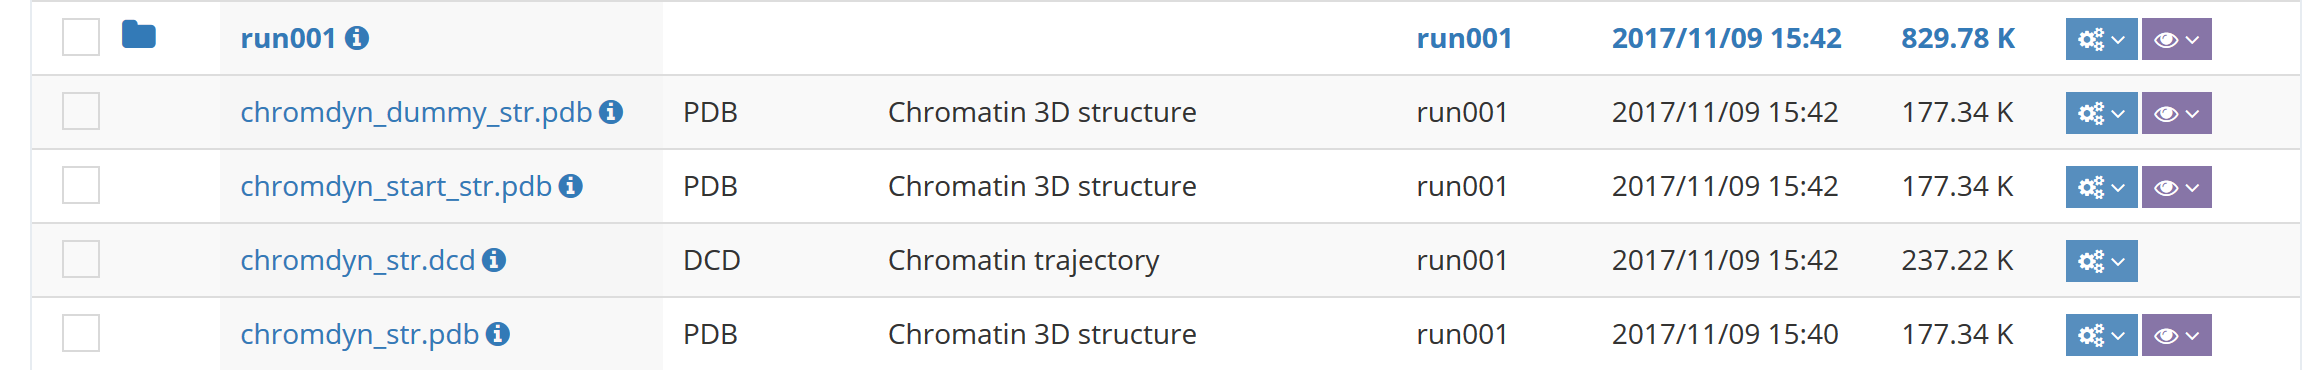 run001 run001 2017/11/09 15:42 829.78 K
chromdyn_dummy_str.pdb PDB Chromatin 3D structure run001 2017/11/09 15:42 177.34 K
chromdyn_start_str.pdb PDB Chromatin 3D structure run001 2017/11/09 15:42 177.34 K
chromdyn_str.dcd DCD Chromatin trajectory run001 2017/11/09 15:42 237.22 K
chromdyn_str.pdb PDB Chromatin 3D structure run001 2017/11/09 15:40 177.34 K